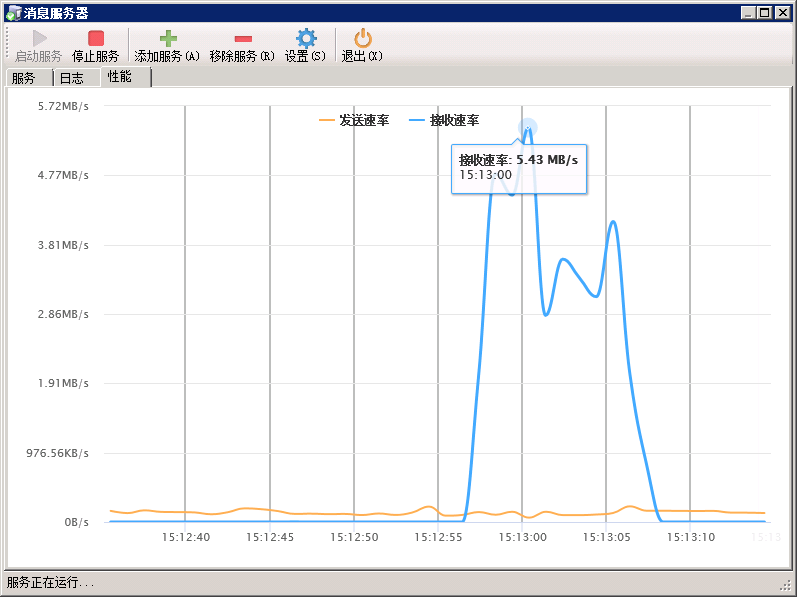 消息服务器
启动服务 停止服务 添加服务(A) 移除服务(R) 设置(S) 退出(X)
服务 日志 性能
发送速率 接收速率
5.72MB/s
4.77MB/s
3.81MB/s
2.86MB/s
1.91MB/s
976.56KB/s
0B/s
接收速率: 5.43 MB/s
15:13:00
15:12:40 15:12:45 15:12:50 15:12:55 15:13:00 15:13:05 15:13:10 15:13
服务正在运行...